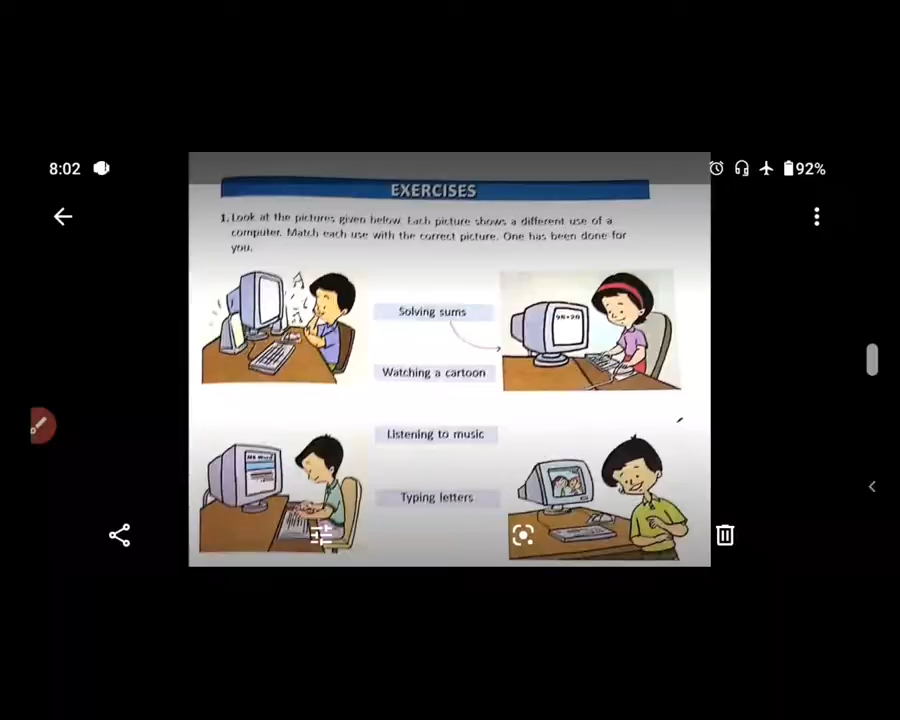 8:02
92%
EXERCISES
1. Look at the pictures given below. Each picture shows a different use of a
computer. Match each use with the correct picture. One has been done for
you.
Solving sums
Watching a cartoon
Listening to music
Typing letters
MS Word